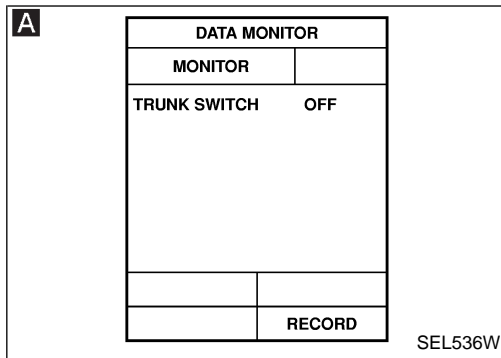 A
DATA MONITOR
MONITOR
TRUNK SWITCH OFF
RECORD
SEL536W